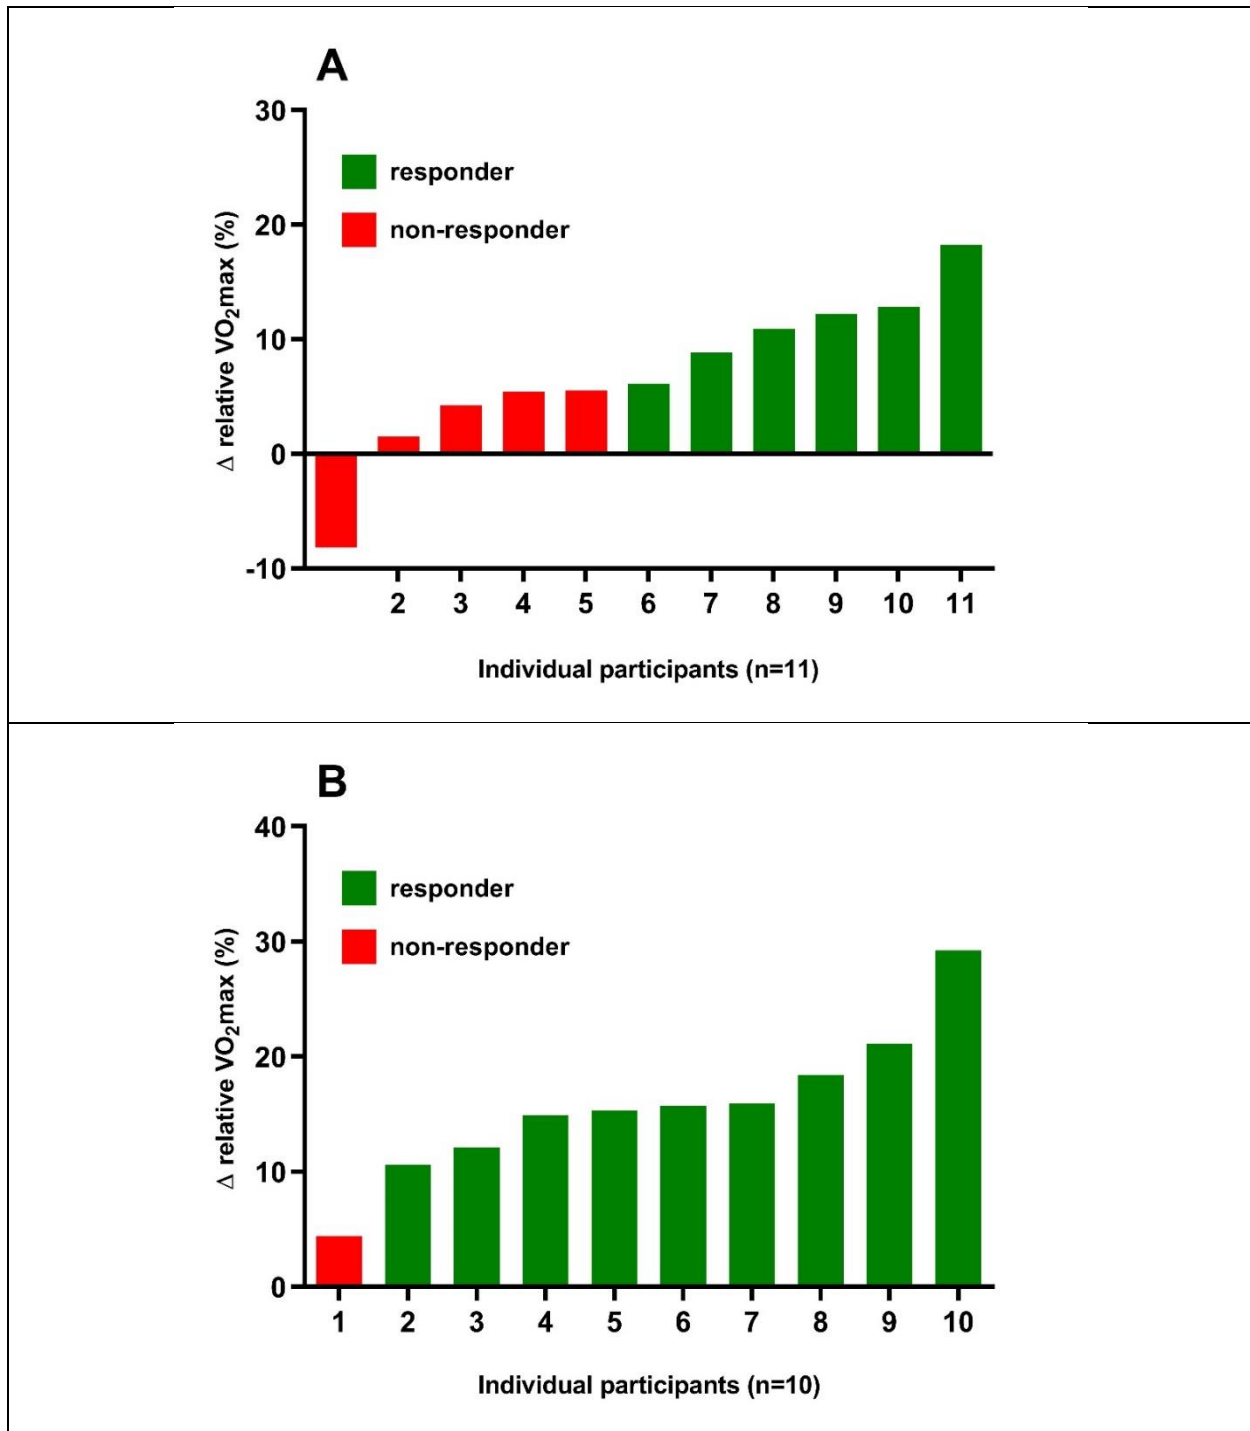 A
30
20
10
0
-10
responder
non-responder
Δ relative VO₂max (%)
2 3 4 5 6 7 8 9 10 11
Individual participants (n=11)
B
40
30
20
10
0
responder
non-responder
Δ relative VO₂max (%)
1 2 3 4 5 6 7 8 9 10
Individual participants (n=10)